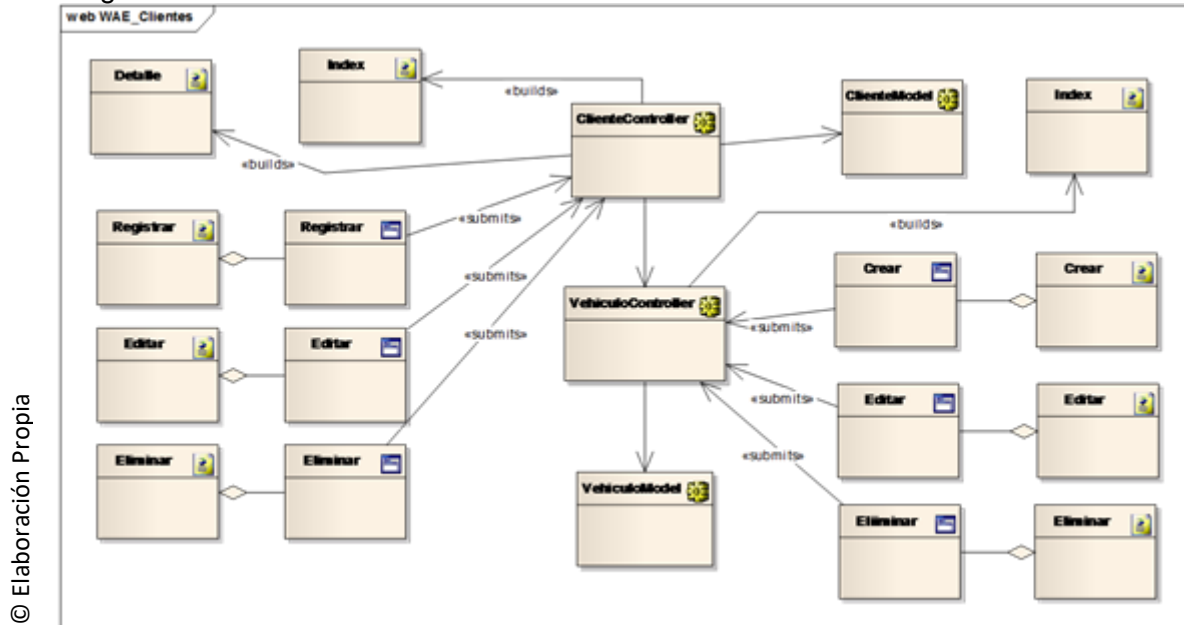 web WAE_Clientes
Detalle
Index
«builds»
ClienteController
ClienteModel
Index
«builds»
«submits»
«builds»
Registrar
Registrar
«submits»
Crear
Crear
VehiculoController
«submits»
Editar
Editar
«submits»
Editar
Editar
«submits»
«submits»
Eliminar
Eliminar
VehiculoModel
Eliiminar
Eliminar
© Elaboración Propia